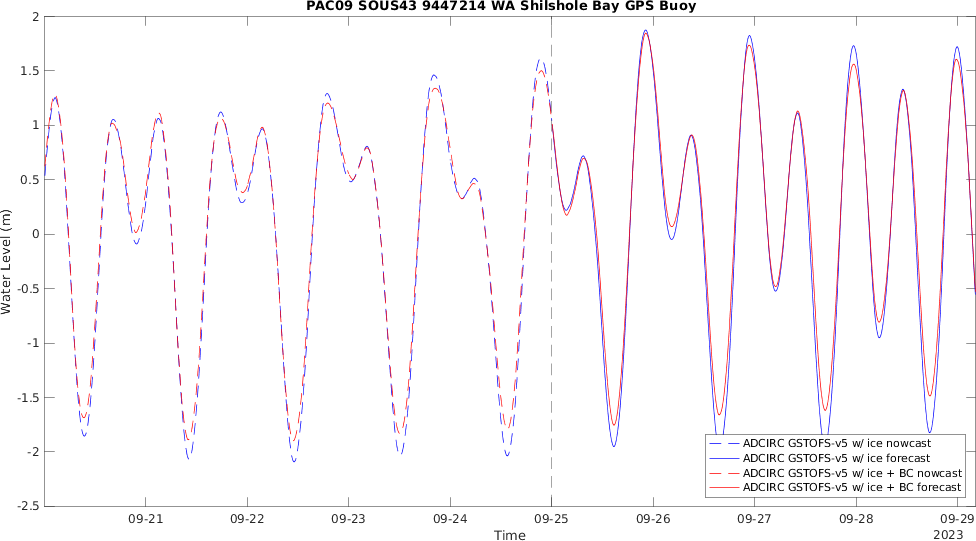 PAC09 SOUS43 9447214 WA Shilshole Bay GPS Buoy
2
1.5
1
0.5
0
-0.5
-1
-1.5
-2
-2.5
Water Level (m)
09-21
09-22
09-23
09-24
09-25
09-26
09-27
09-28
09-29
Time
2023
ADCIRC GSTOFS-v5 w/ ice nowcast
ADCIRC GSTOFS-v5 w/ ice forecast
ADCIRC GSTOFS-v5 w/ ice + BC nowcast
ADCIRC GSTOFS-v5 w/ ice + BC forecast